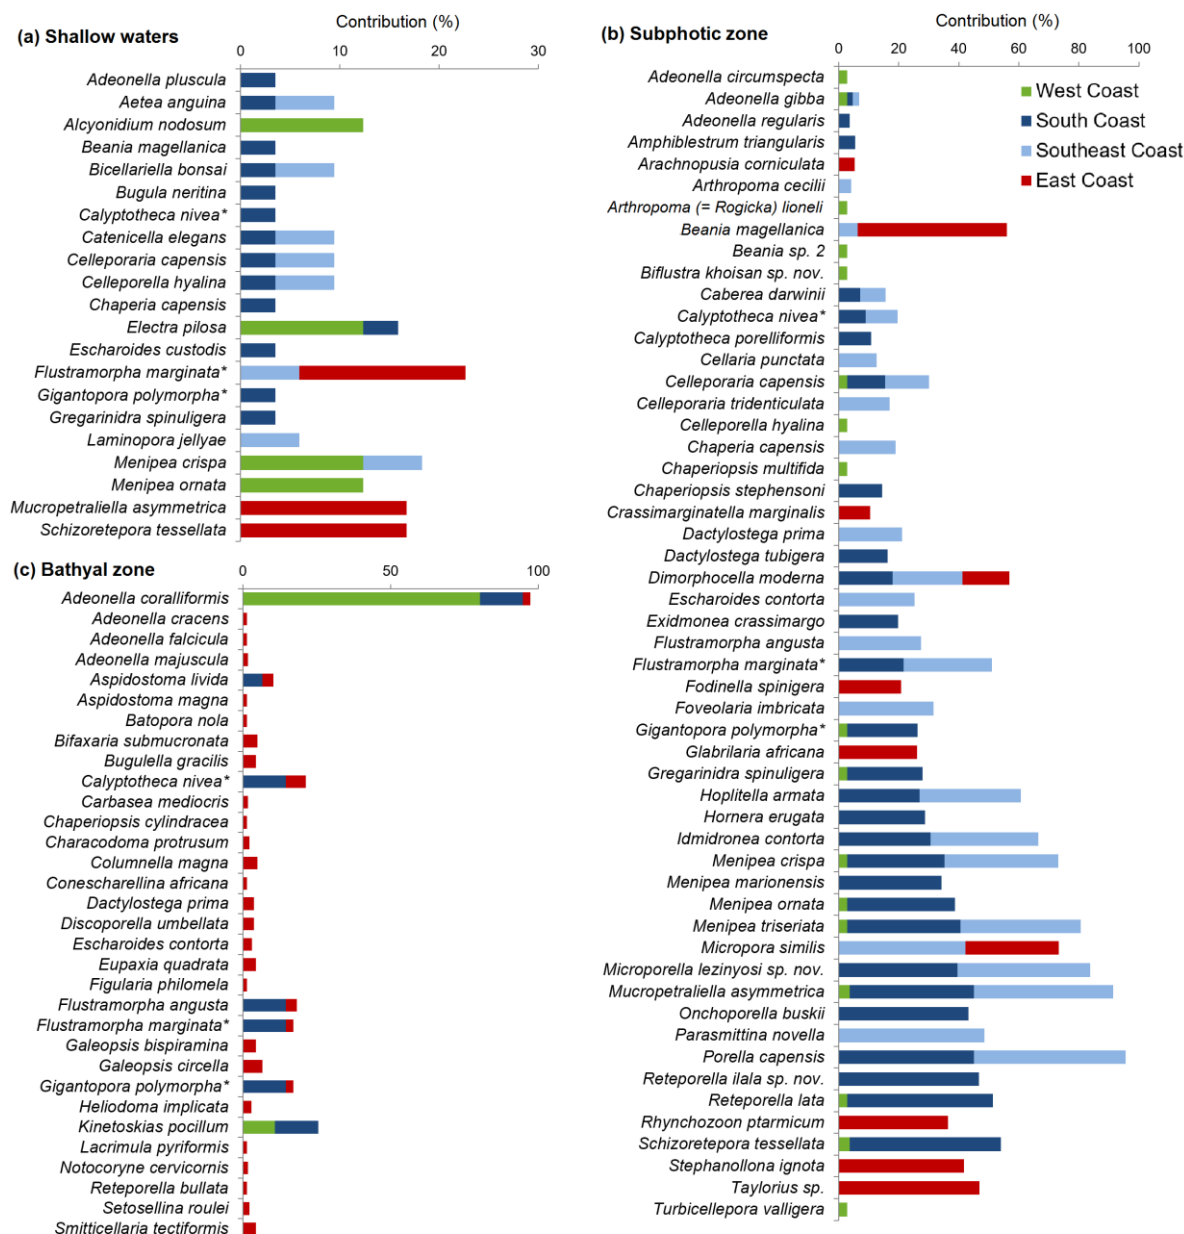 Contribution (%)
(a) Shallow waters
0 10 20 30
Adeonella pluscula
Aetea anguina
Alcyonidium nodosum
Beania magellanica
Bicellariella bonsai
Bugula neritina
Calyptotheca nivea*
Catenicella elegans
Celleporaria capensis
Celleporella hyalina
Chaperia capensis
Electra pilosa
Escharoides custodis
Flustramorpha marginata*
Gigantopora polymorpha*
Gregarinidra spinuligera
Laminopora jellyae
Menipea crispa
Menipea ornata
Mucropetraliella asymmetrica
Schizoretepora tessellata
(c) Bathyal zone
0 50 100
Adeonella coralliformis
Adeonella cracens
Adeonella falcicula
Adeonella majuscula
Aspidostoma livida
Aspidostoma magna
Batopora nola
Bifaxaria submucronata
Bugulella gracilis
Calyptotheca nivea*
Carbasea mediocris
Chaperiopsis cylindracea
Characodoma protrusum
Columnella magna
Conescharellina africana
Dactylostega prima
Discoporella umbellata
Escharoides contorta
Eupaxia quadrata
Figularia philomela
Flustramorpha angusta
Flustramorpha marginata*
Galeopsis bispiramina
Galeopsis circella
Gigantopora polymorpha*
Heliodoma implicata
Kinetoskias pocillum
Lacrimula pyriformis
Notocoryne cervicornis
Reteporella bullata
Setosellina roulei
Smitticellaria tectiformis
Contribution (%)
(b) Subphotic zone
0 20 40 60 80 100
West Coast
South Coast
Southeast Coast
East Coast
Adeonella circumspecta
Adeonella gibba
Adeonella regularis
Amphiblestrum triangularis
Arachnopusia corniculata
Arthropoma cecilii
Arthropoma (= Rogicka) lioneli
Beania magellanica
Beania sp. 2
Biflustra khoisan sp. nov.
Caberea darwinii
Calyptotheca nivea*
Calyptotheca porelliformis
Cellaria punctata
Celleporaria capensis
Celleporaria tridenticulata
Celleporella hyalina
Chaperia capensis
Chaperiopsis multifida
Chaperiopsis stephensoni
Crassimarginatella marginalis
Dactylostega prima
Dactylostega tubigera
Dimorphocella moderna
Escharoides contorta
Exidmonea crassimargo
Flustramorpha angusta
Flustramorpha marginata*
Fodinella spinigera
Foveolaria imbricata
Gigantopora polymorpha*
Glabrilaria africana
Gregarinidra spinuligera
Hoplitella armata
Hornera erugata
Idmidronea contorta
Menipea crispa
Menipea marionensis
Menipea ornata
Menipea triseriata
Micropora similis
Microporella lezinyosi sp. nov.
Mucropetraliella asymmetrica
Onchoporella buskii
Parasmittina novella
Porella capensis
Reteporella ilala sp. nov.
Reteporella lata
Rhynchozoon ptarmicum
Schizoretepora tessellata
Stephanollona ignota
Taylorius sp.
Turbicellepora valligera